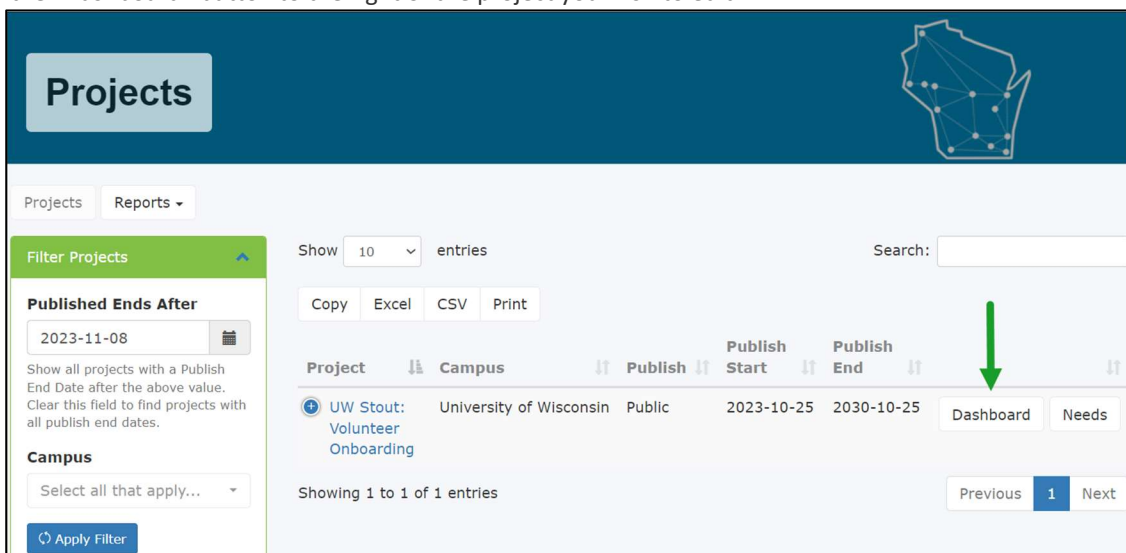 Projects
Projects Reports
Filter Projects
Published Ends After
2023-11-08
Show all projects with a Publish
End Date after the above value.
Clear this field to find projects with
all publish end dates.
Campus
Select all that apply...
Apply Filter
Show 10 entries
Search:
Copy Excel CSV Print
Project Campus Publish Publish Start Publish End
UW Stout: Volunteer Onboarding University of Wisconsin Public 2023-10-25 2030-10-25 Dashboard Needs
Showing 1 to 1 of 1 entries
Previous 1 Next